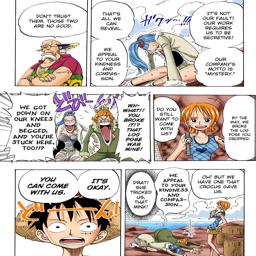 IT'S NOT OUR FAULT!
OUR WORK
REQUIRES US
TO BE
SECRETIVE!
OUR
COMPANY'S
MOTTO IS
"MYSTERY."
THAT'S
ALL WE
CAN
REVEAL.
WE
APPEAL TO
YOUR
KINDNESS
AND
COMPAS-
SION.
DON'T TRUST
THEM. THOSE TWO
ARE NO GOOD.
BY THE
WAY, WE
BROKE THE
LOG POSE
YOU DROPPED.
DO YOU
STILL WANT
TO COME
WITH
US?
WH-
WHAT?!
YOU
BROKE
IT?!
THAT
LOG POSE
WAS
MINE!
WE GOT
DOWN ON
OUR KNEES
AND
BEGGED,
AND YOU'RE
STUCK HERE,
TOO!!?
OH! BUT WE
HAVE ONE THAT
CROCUS GAVE
US.
WE
APPEAL TO
YOUR
KINDNESS
AND
COMPAS-
SION...
DRAT!
SHE
TRICKED
US, THAT
MINX!
IT'S
OKAY.
YOU
CAN COME
WITH US.